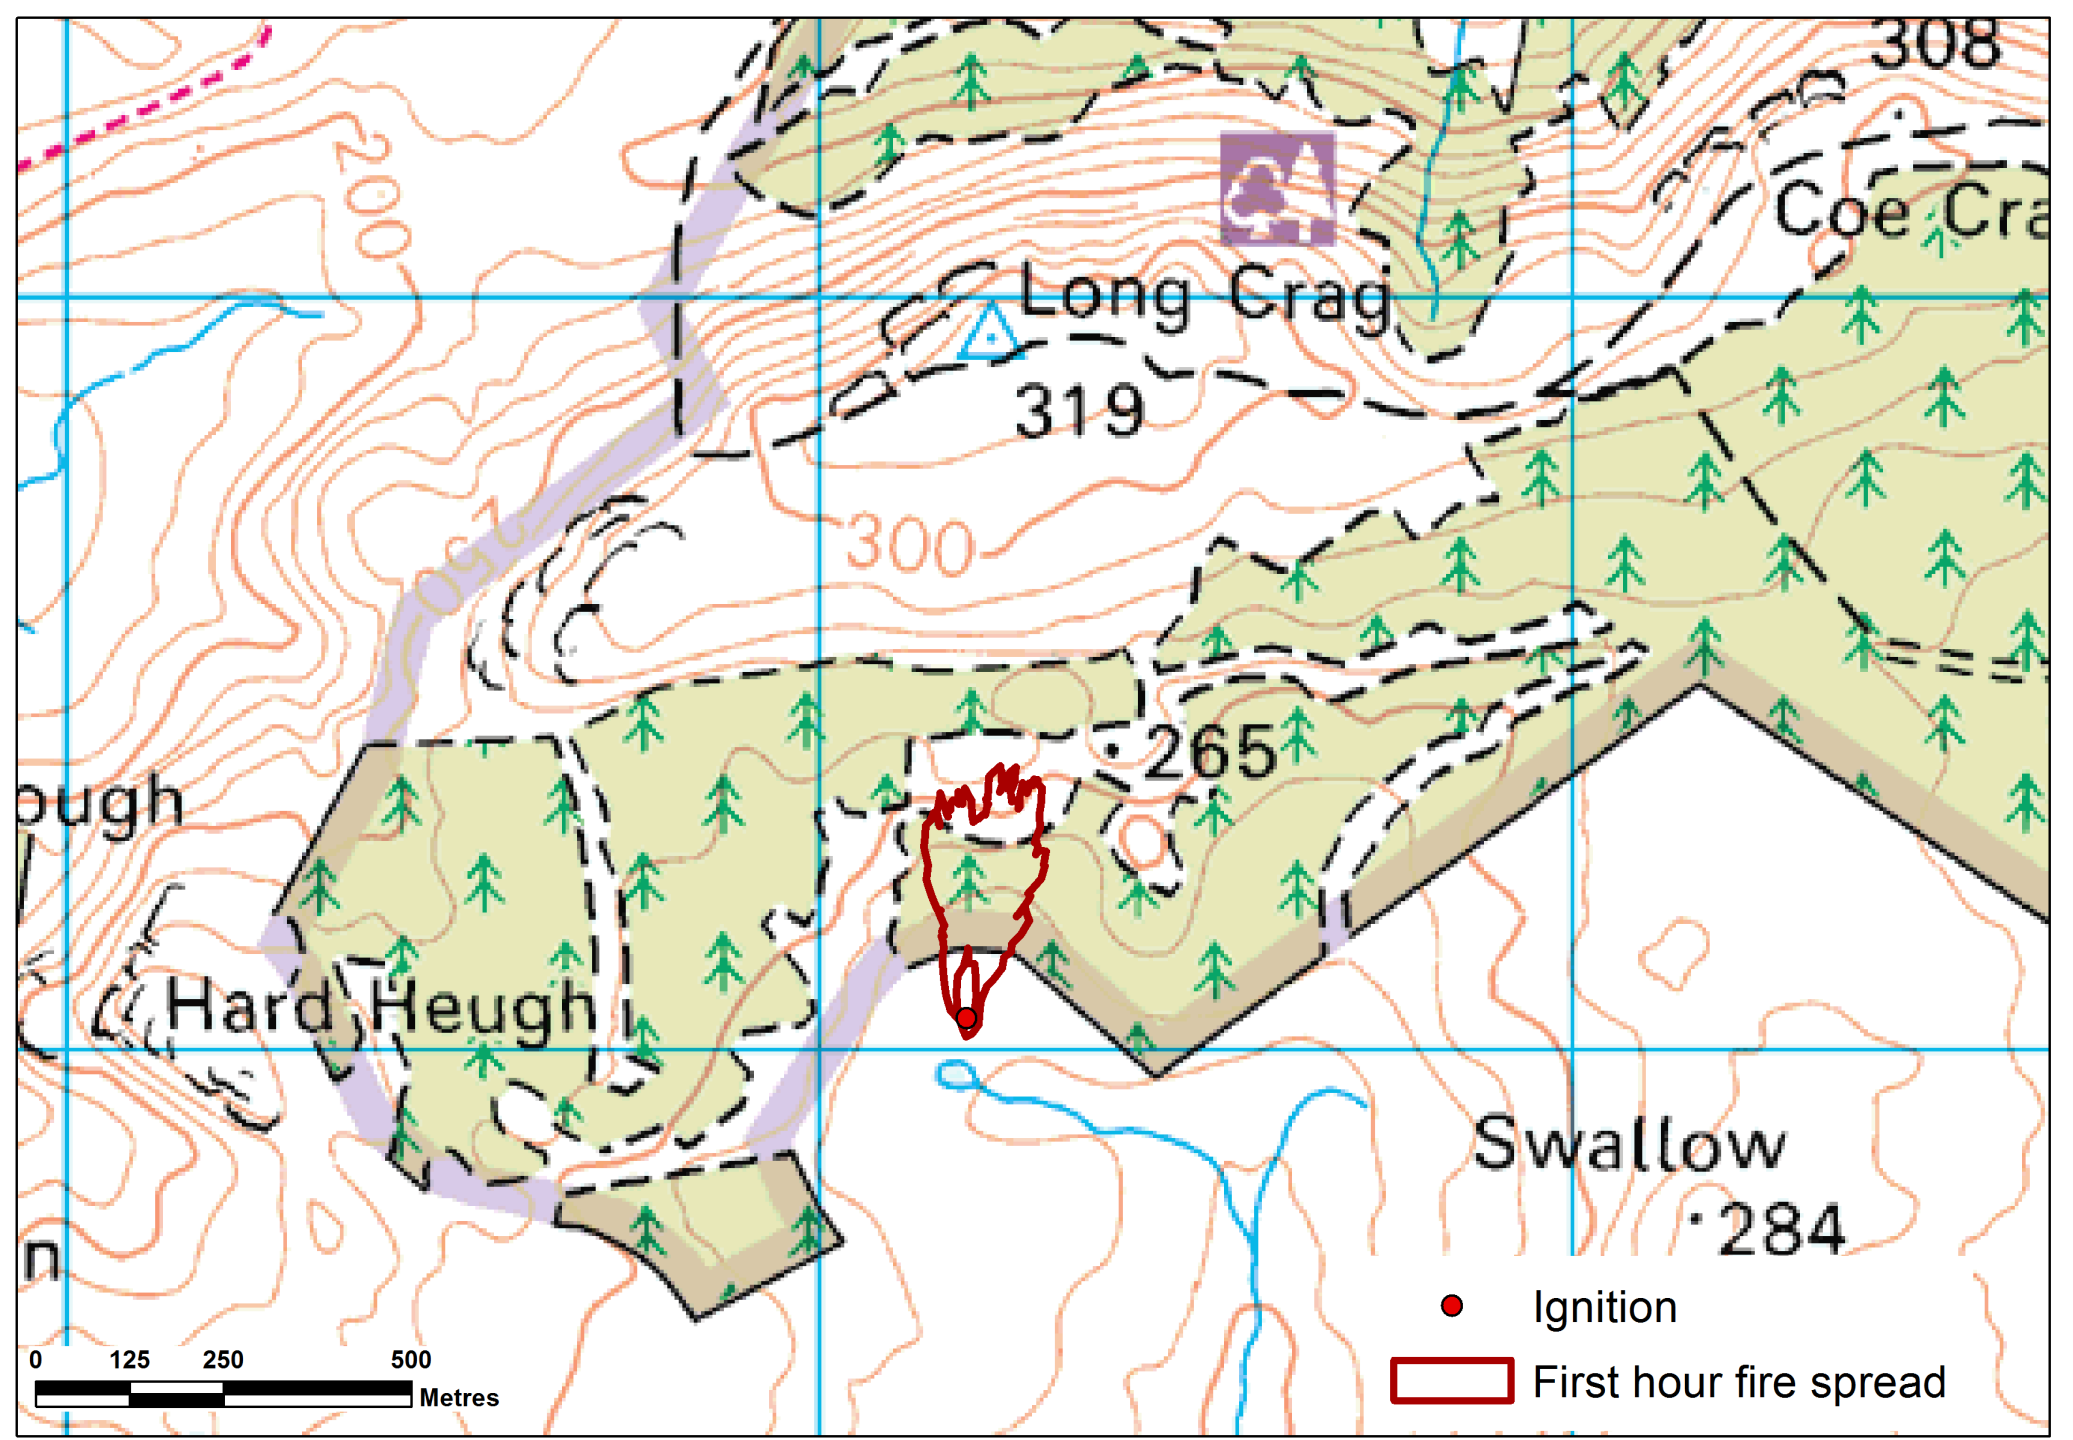 308
200
Coe Cra
Long Crag
319
250
300
265
ough
Hard Heugh
Swallow
284
n
Ignition
First hour fire spread
0 125 250 500
Metres